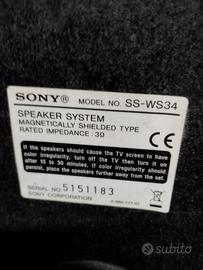 SONY® MODEL NO. SS-WS34
SPEAKER SYSTEM
MAGNETICALLY SHIELDED TYPE
RATED IMPEDANCE : 3Ω
CE
If the speakers should cause the TV screen to have
color irregularity, turn off the TV then turn it on
after 15 to 30 minutes. If color irregularity should
persist, place the speakers further away from the set.
SERIAL NO. 5151183
SONY CORPORATION
subito